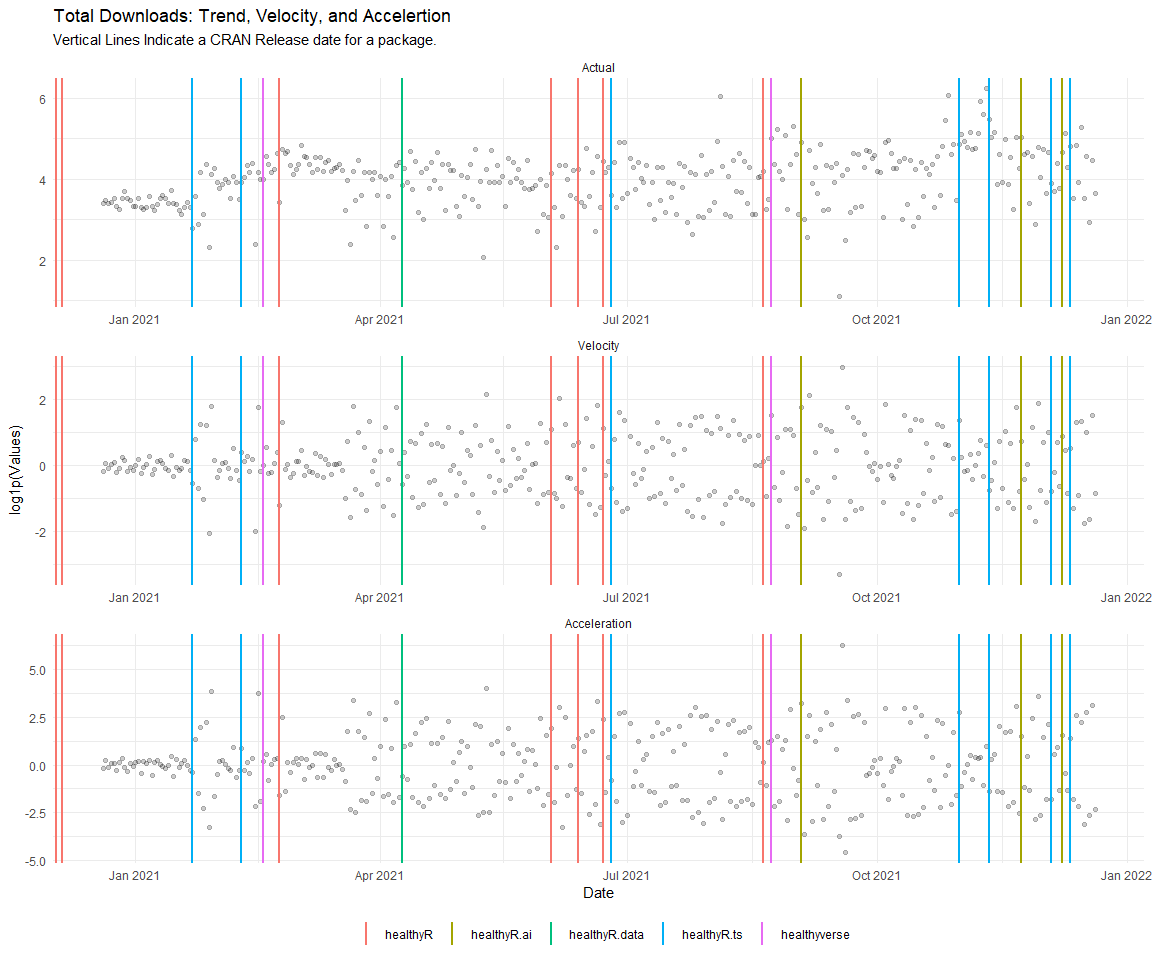 Total Downloads: Trend, Velocity, and Accelertion
Vertical Lines Indicate a CRAN Release date for a package.
Actual
6
4
2
Jan 2021 Apr 2021 Jul 2021 Oct 2021 Jan 2022
Velocity
2
0
-2
Jan 2021 Apr 2021 Jul 2021 Oct 2021 Jan 2022
log1p(Values)
Acceleration
5.0
2.5
0.0
-2.5
-5.0
Jan 2021 Apr 2021 Jul 2021 Oct 2021 Jan 2022
Date
healthyR healthyR.ai healthyR.data healthyR.ts healthyverse